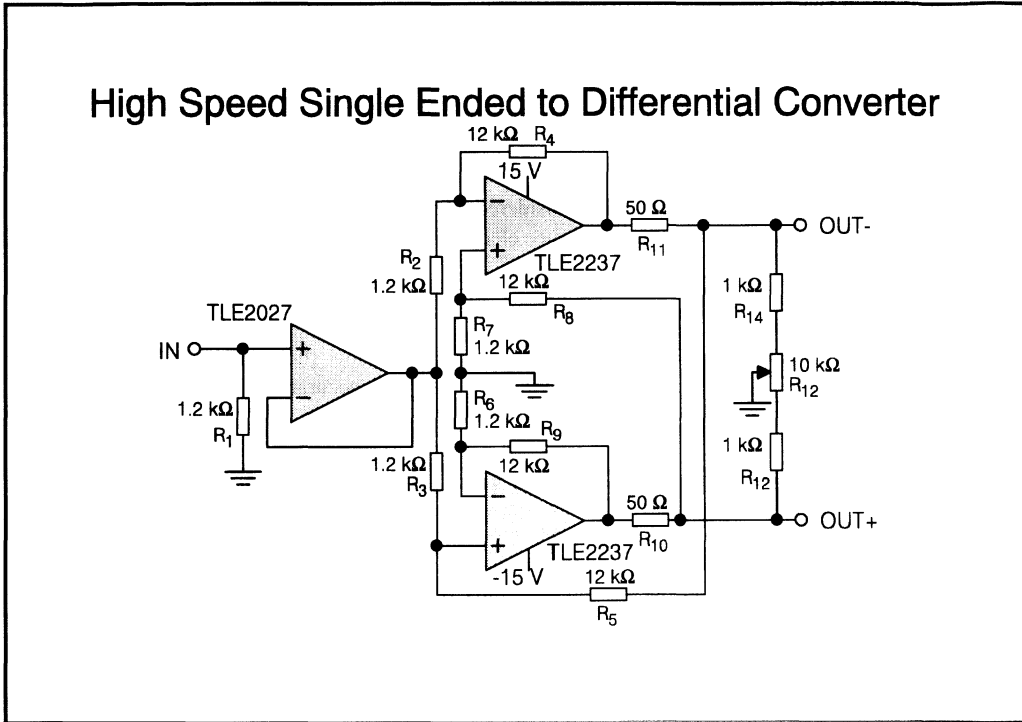 High Speed Single Ended to Differential Converter
12 kΩ R4
15 V
−
+
TLE2237
50 Ω
R11
OUT-
R2
1.2 kΩ
12 kΩ
R8
1 kΩ
R14
TLE2027
R7
1.2 kΩ
IN
+
−
10 kΩ
R12
1.2 kΩ
R1
R6
1.2 kΩ
R9
12 kΩ
1.2 kΩ
R3
1 kΩ
R12
−
+
TLE2237
50 Ω
R10
OUT+
-15 V
12 kΩ
R5